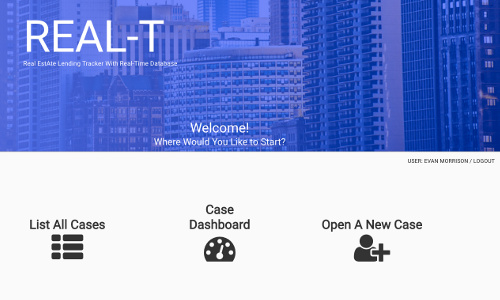 REAL-T
Real EstAte Lending Tracker With Real-Time Database
Welcome!
Where Would You Like to Start?
USER: EVAN MORRISON / LOGOUT
List All Cases
Case
Dashboard
Open A New Case